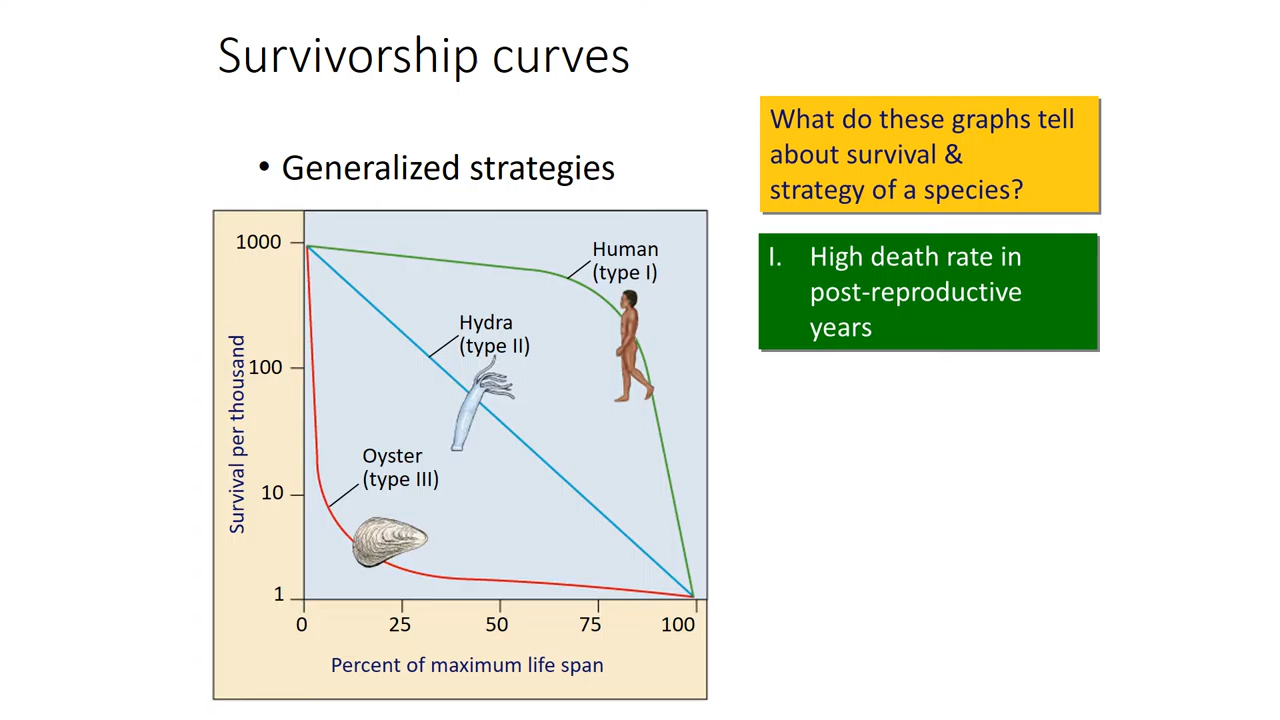 Survivorship curves
• Generalized strategies
What do these graphs tell
about survival &
strategy of a species?
I. High death rate in
post-reproductive
years
Survival per thousand
1000
100
10
1
Human
(type I)
Hydra
(type II)
Oyster
(type III)
0 25 50 75 100
Percent of maximum life span